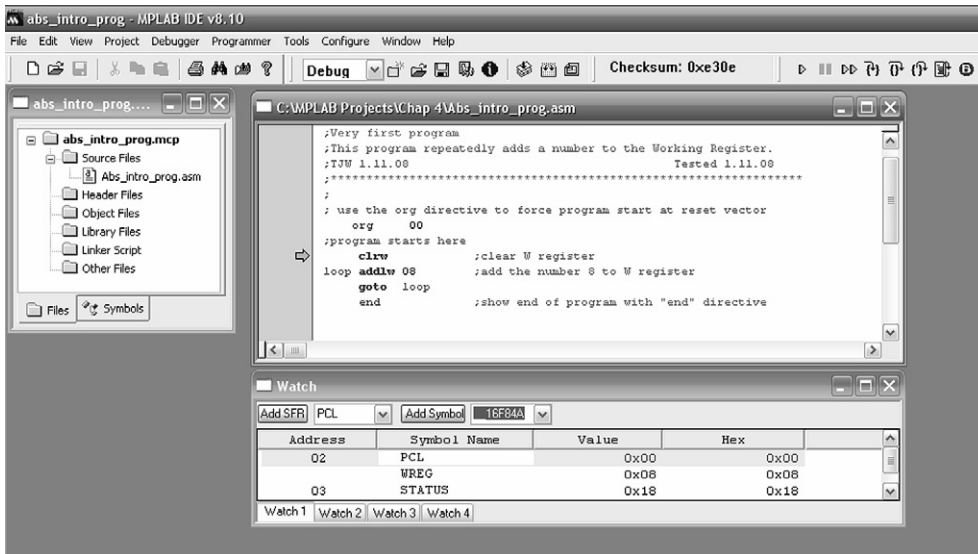 abs_intro_prog - MPLAB IDE v8.10
File Edit View Project Debugger Programmer Tools Configure Window Help
Debug
Checksum: 0xe30e
abs_intro_prog....
abs_intro_prog.mcp
Source Files
Abs_intro_prog.asm
Header Files
Object Files
Library Files
Linker Script
Other Files
Files
Symbols
C:\MPLAB Projects\Chap 4\Abs_intro_prog.asm
;Very first program
;This program repeatedly adds a number to the Working Register.
;TJW 1.11.08 Tested 1.11.08
;******************************************************************
;
; use the org directive to force program start at reset vector
org 00
;program starts here
clrw ;clear W register
loop addlw 08 ;add the number 8 to W register
goto loop
end ;show end of program with "end" directive
Watch
Add SFR PCL Add Symbol _16F84A
Address Symbol Name Value Hex
02 PCL 0x00 0x00
WREG 0x08 0x08
03 STATUS 0x18 0x18
Watch 1 Watch 2 Watch 3 Watch 4